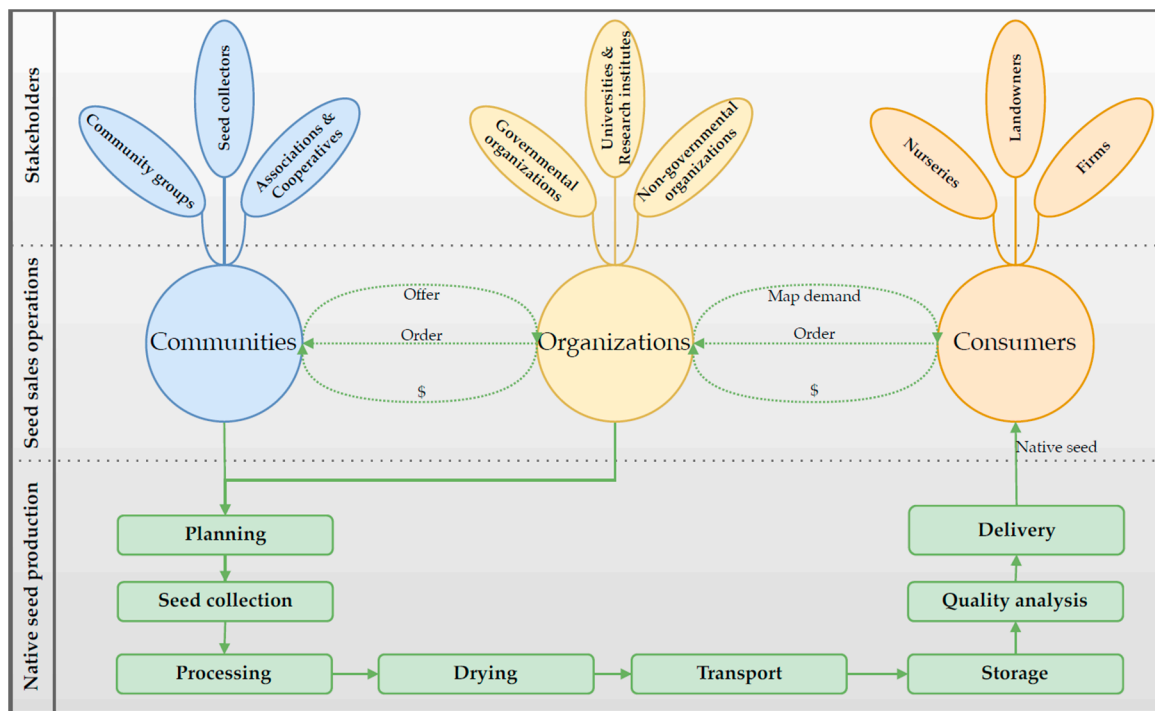 Stakeholders
Community groups
Seed collectors
Associations &
Cooperatives
Governmental
organizations
Universities &
Research institutes
Non-governmental
organizations
Nurseries
Landowners
Firms
Seed sales operations
Communities
Offer
Order
$
Organizations
Map demand
Order
$
Consumers
Native seed
Native seed production
Planning
Seed collection
Processing
Drying
Transport
Storage
Quality analysis
Delivery